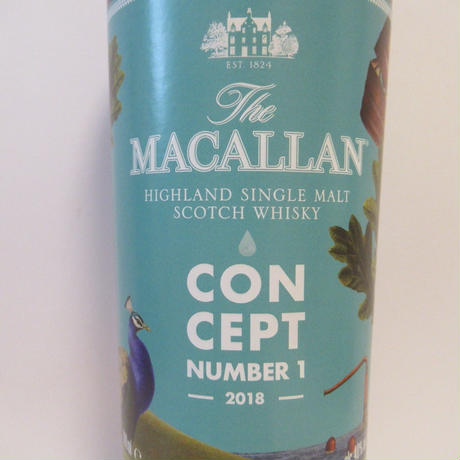 EST. 1824
The
MACALLAN
HIGHLAND SINGLE MALT
SCOTCH WHISKY
CON
CEPT
NUMBER 1
— 2018 —